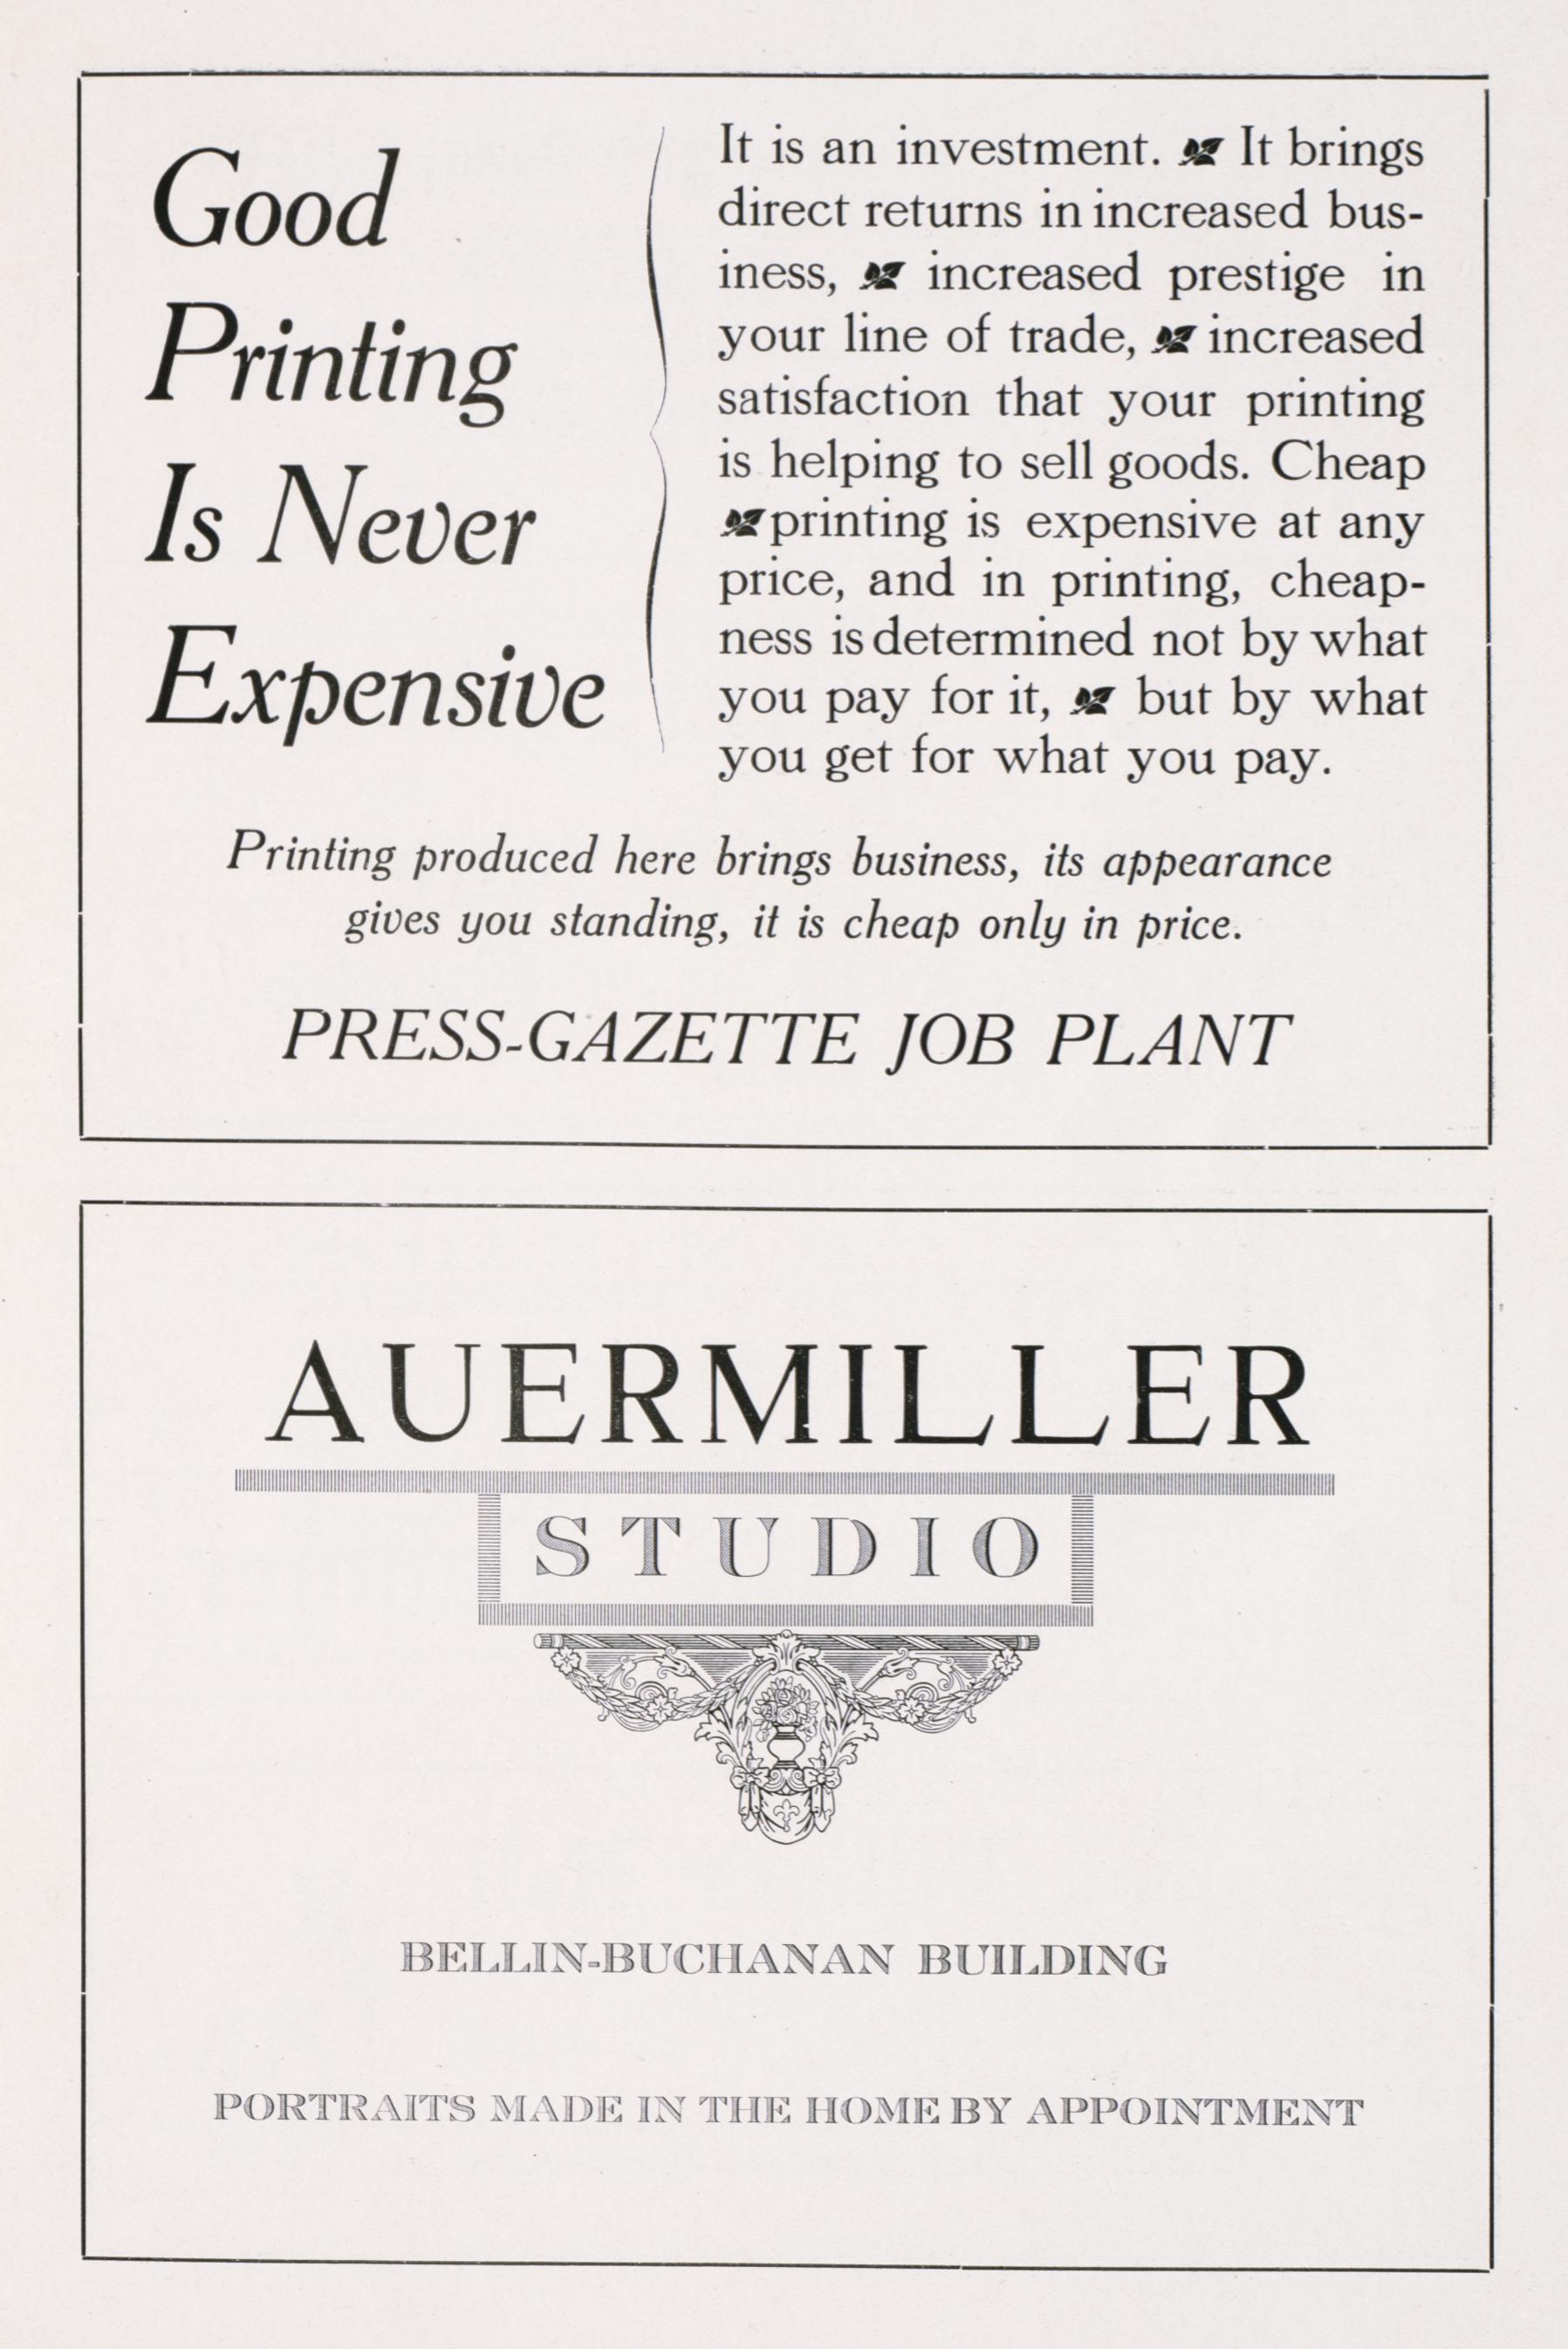 Good
Printing
Is Never
Expensive
It is an investment. ❧ It brings
direct returns in increased bus-
iness, ❧ increased prestige in
your line of trade, ❧ increased
satisfaction that your printing
is helping to sell goods. Cheap
❧ printing is expensive at any
price, and in printing, cheap-
ness is determined not by what
you pay for it, ❧ but by what
you get for what you pay.
Printing produced here brings business, its appearance
gives you standing, it is cheap only in price.
PRESS-GAZETTE JOB PLANT
AUERMILLER
STUDIO
BELLIN-BUCHANAN BUILDING
PORTRAITS MADE IN THE HOME BY APPOINTMENT